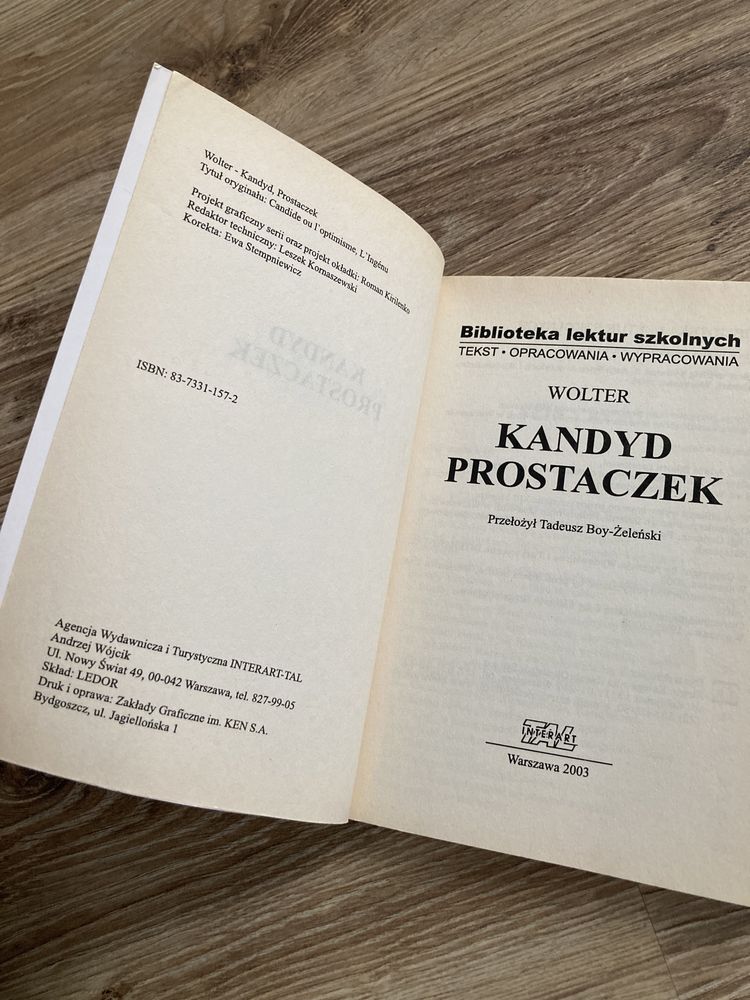 Wolter - Kandyd, Prostaczek
Tytuł oryginału: Candide ou l`optimisme, L`Ingénu
Projekt graficzny serii oraz projekt okładki: Roman Kirilenko
Redaktor techniczny: Leszek Kornaszewski
Korekta: Ewa Stempniewicz
KANDYD
PROSTACZEK
ISBN: 83-7331-157-2
Agencja Wydawnicza i Turystyczna INTERART-TAL
Andrzej Wójcik
Ul. Nowy Świat 49, 00-042 Warszawa, tel. 827-99-05
Skład: LEDOR
Druk i oprawa: Zakłady Graficzne im. KEN S.A.
Bydgoszcz, ul. Jagiellońska 1
Biblioteka lektur szkolnych
TEKST • OPRACOWANIA • WYPRACOWANIA
WOLTER
KANDYD
PROSTACZEK
Przełożył Tadeusz Boy-Żeleński
TAL
INTERART
Warszawa 2003